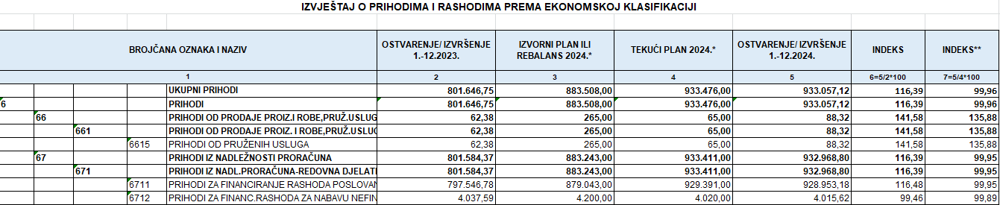 IZVJEŠTAJ O PRIHODIMA I RASHODIMA PREMA EKONOMSKOJ KLASIFIKACIJI
BROJČANA OZNAKA I NAZIV OSTVARENJE/ IZVRŠENJE 1.-12.2023. IZVORNI PLAN ILI REBALANS 2024.* TEKUĆI PLAN 2024.* OSTVARENJE/ IZVRŠENJE 1.-12.2024. INDEKS INDEKS**
1 2 3 4 5 6=5/2*100 7=5/4*100
UKUPNI PRIHODI 801.646,75 883.508,00 933.476,00 933.057,12 116,39 99,96
6 PRIHODI 801.646,75 883.508,00 933.476,00 933.057,12 116,39 99,96
66 PRIHODI OD PRODAJE PROIZ.I ROBE,PRUŽ.USLUG 62,38 265,00 65,00 88,32 141,58 135,88
661 PRIHODI OD PRODAJE PROIZ. I ROBE,PRUŽ.USLUG 62,38 265,00 65,00 88,32 141,58 135,88
6615 PRIHODI OD PRUŽENIH USLUGA 62,38 265,00 65,00 88,32 141,58 135,88
67 PRIHODI IZ NADLEŽNOSTI PRORAČUNA 801.584,37 883.243,00 933.411,00 932.968,80 116,39 99,95
671 PRIHODI IZ NADL.PRORAČUNA-REDOVNA DJELATI 801.584,37 883.243,00 933.411,00 932.968,80 116,39 99,95
6711 PRIHODI ZA FINANCIRANJE RASHODA POSLOVAN 797.546,78 879.043,00 929.391,00 928.953,18 116,48 99,95
6712 PRIHODI ZA FINANC.RASHODA ZA NABAVU NEFIN 4.037,59 4.200,00 4.020,00 4.015,62 99,46 99,89